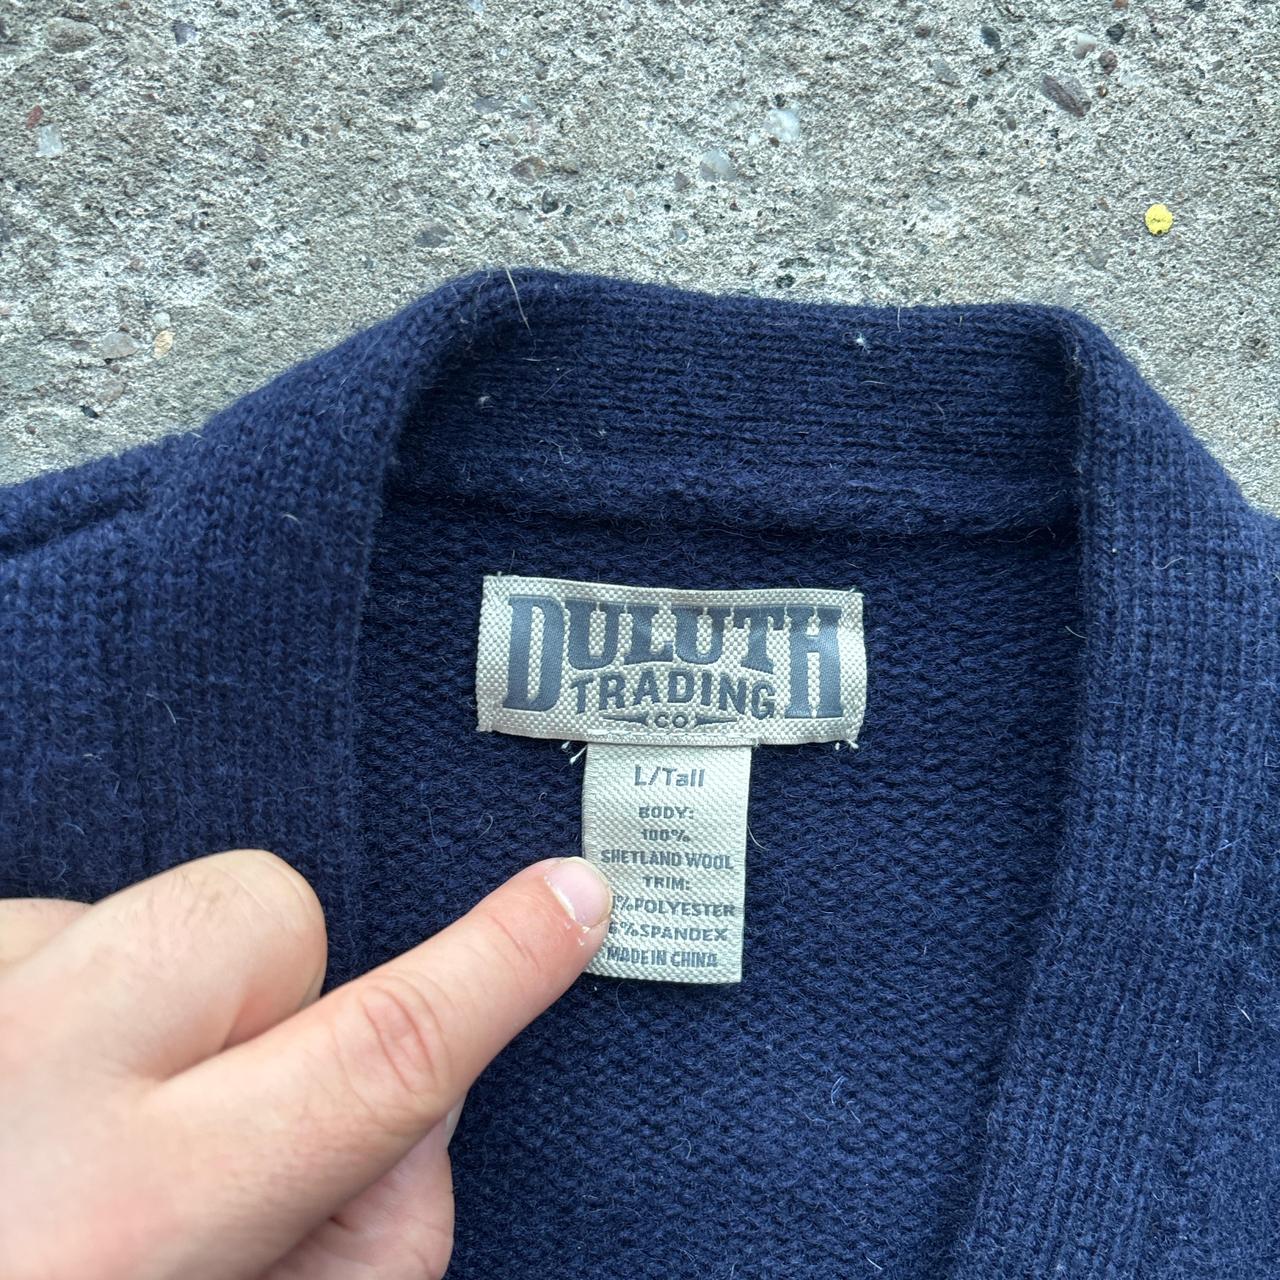 DULUTH
TRADING
CO
L/Tall
BODY:
100%
SHETLAND WOOL
TRIM:
%POLYESTER
%SPANDEX
MADE IN CHINA